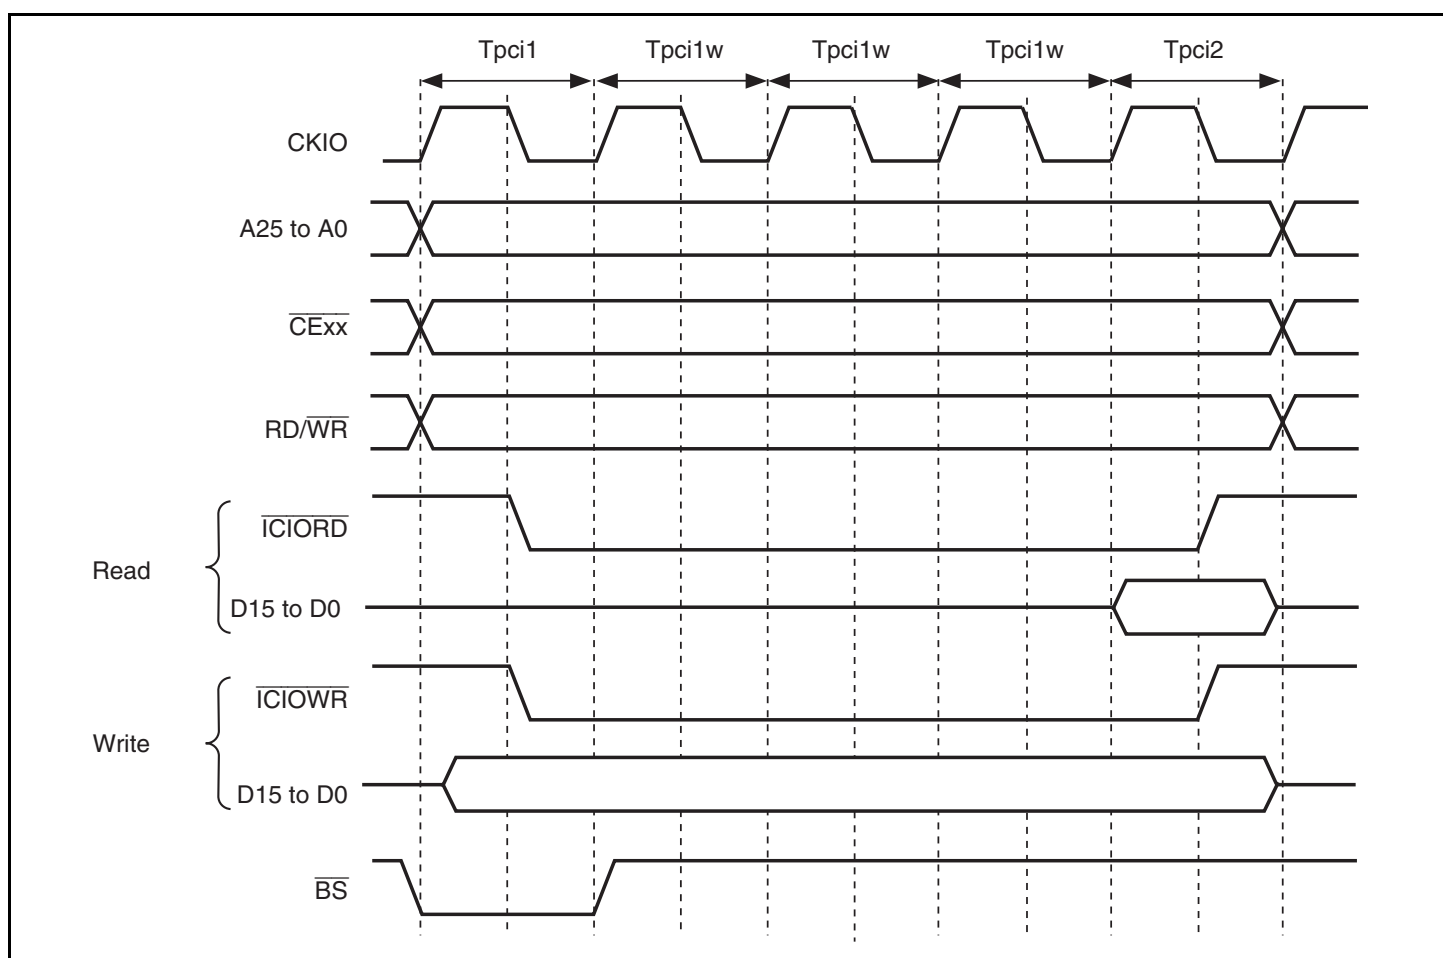 Tpci1 Tpci1w Tpci1w Tpci1w Tpci2
CKIO
A25 to A0
CExx
RD/WR
ICIORD
Read
D15 to D0
ICIOWR
Write
D15 to D0
BS